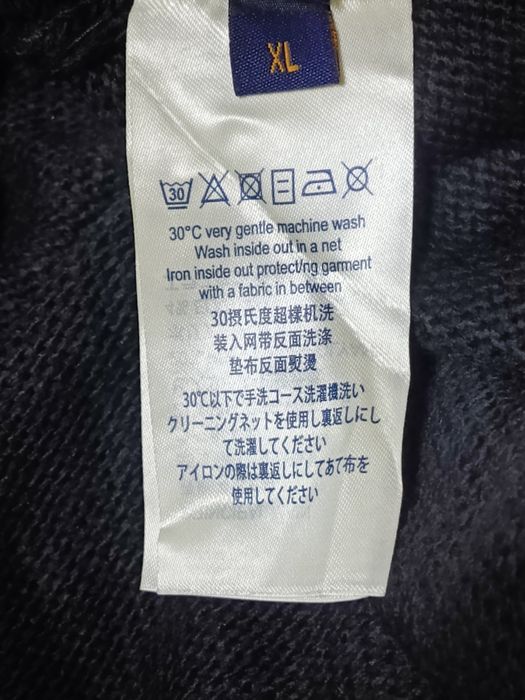 XL
30
30°C very gentle machine wash
Wash inside out in a net
Iron inside out protect/ng garment
with a fabric in between
30摄氏度超樣机洗
装入网带反面洗涤
垫布反面熨燙
30℃以下で手洗コース洗濯機洗い
クリーニングネットを使用し裏返しにし
て洗濯してください
アイロンの際は裏返しにしてあて布を
使用してください